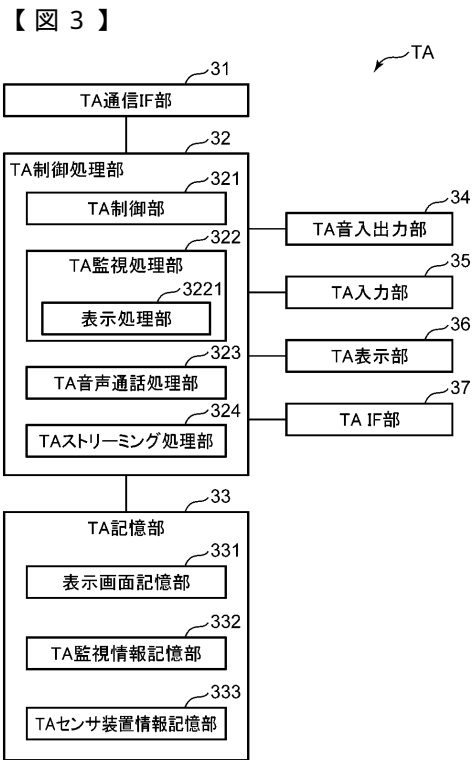 【図３】
TA
31
TA通信IF部
32
TA制御処理部
321
TA制御部
322
TA監視処理部
3221
表示処理部
323
TA音声通話処理部
324
TAストリーミング処理部
34
TA音入出力部
35
TA入力部
36
TA表示部
37
TA IF部
33
TA記憶部
331
表示画面記憶部
332
TA監視情報記憶部
333
TAセンサ装置情報記憶部